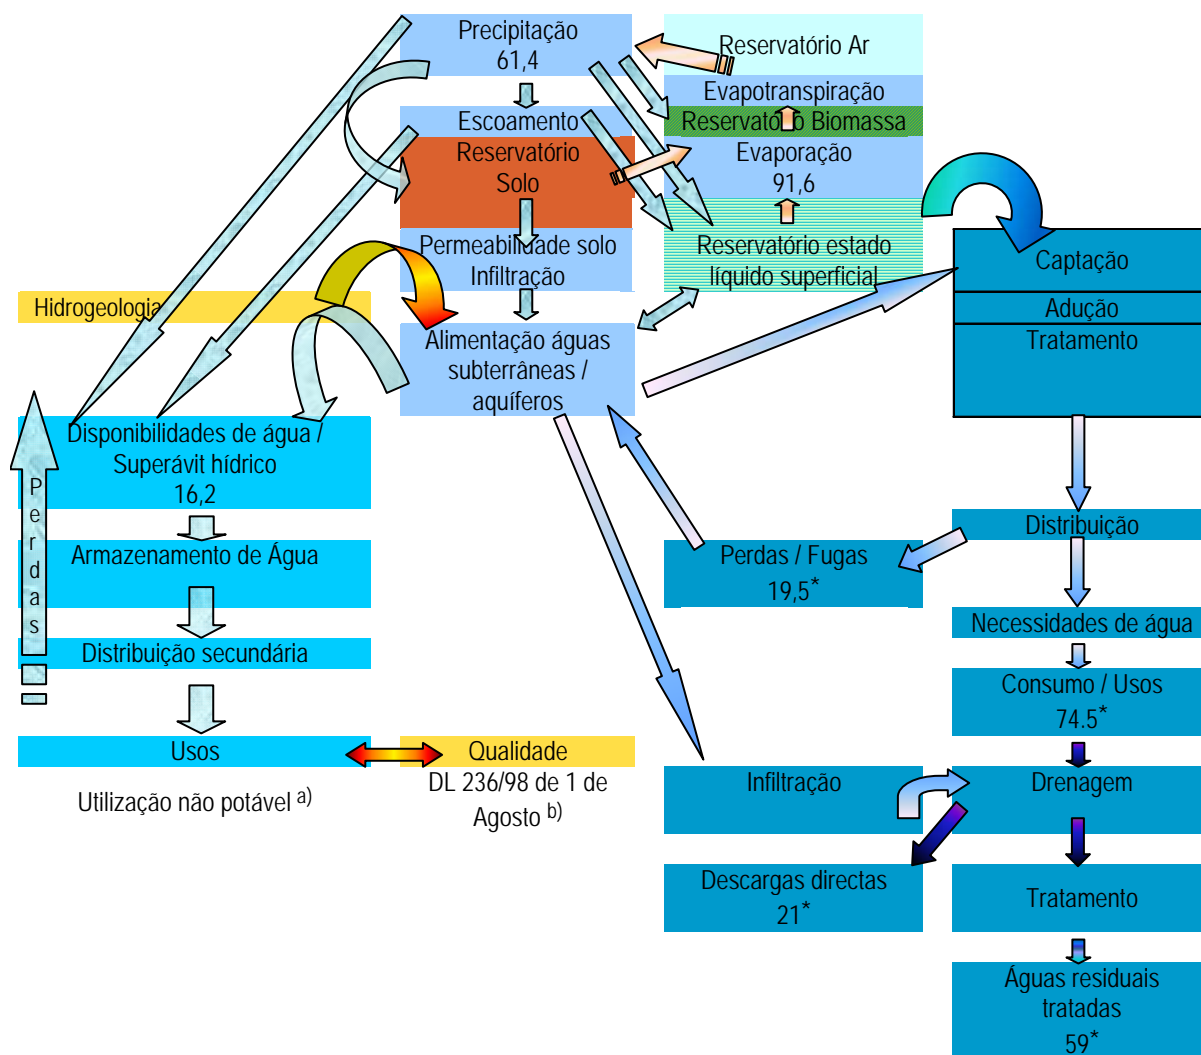 Precipitação
61,4
Reservatório Ar
Evapotranspiração
Reservatório Biomassa
Escoamento
Reservatório
Solo
Evaporação
91,6
Permeabilidade solo
Infiltração
Reservatório estado
líquido superficial
Captação
Adução
Tratamento
Hidrogeologia
Alimentação águas
subterrâneas /
aquíferos
Disponibilidades de água /
Superávit hídrico
16,2
Perdas
Armazenamento de Água
Distribuição secundária
Usos
Utilização não potável a)
Qualidade
DL 236/98 de 1 de
Agosto b)
Distribuição
Perdas / Fugas
19,5*
Necessidades de água
Consumo / Usos
74.5*
Infiltração
Drenagem
Descargas directas
21*
Tratamento
Águas residuais
tratadas
59*